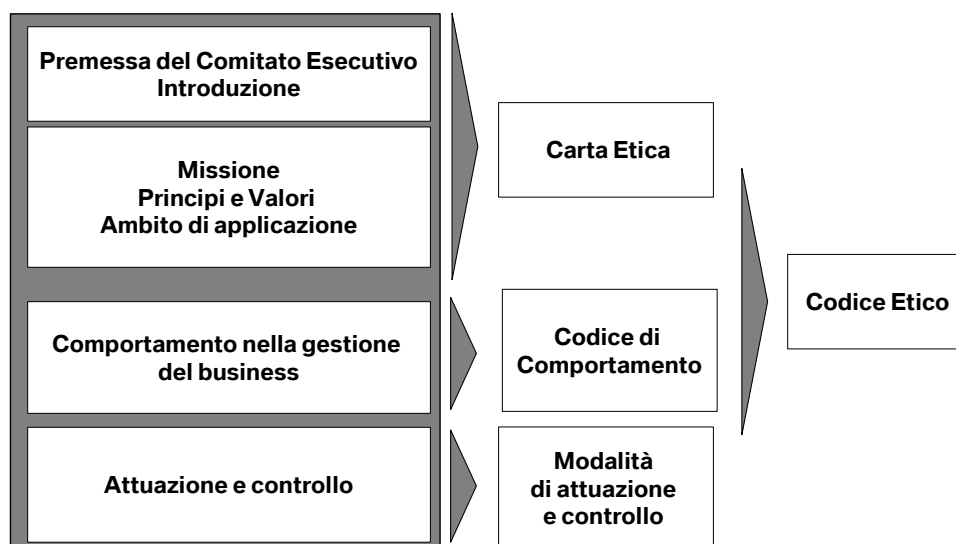 Premessa del Comitato Esecutivo
Introduzione
Missione
Principi e Valori
Ambito di applicazione
Carta Etica
Comportamento nella gestione
del business
Codice di
Comportamento
Codice Etico
Attuazione e controllo
Modalità
di attuazione
e controllo